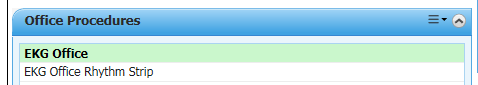 Office Procedures
EKG Office
EKG Office Rhythm Strip